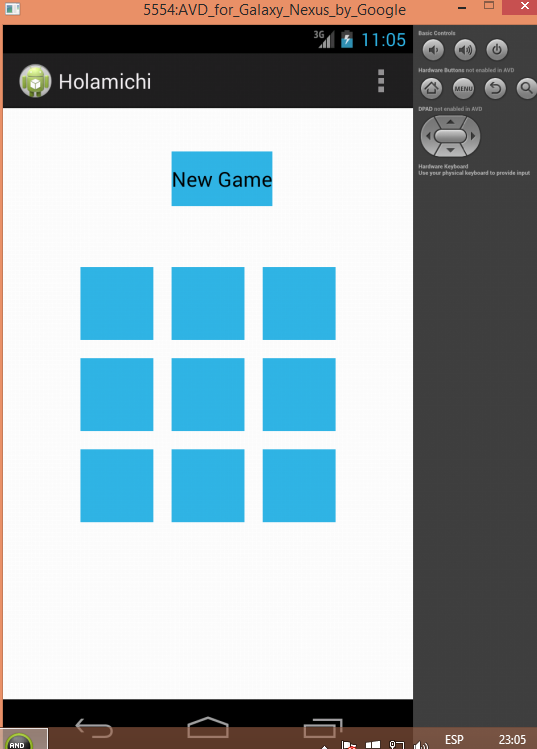 5554:AVD_for_Galaxy_Nexus_by_Google
3G 11:05
Holamichi
New Game
Basic Controls
Hardware Buttons not enabled in AVD
MENU
DPAD not enabled in AVD
Hardware Keyboard
Use your physical keyboard to provide input
AND
ESP 23:05